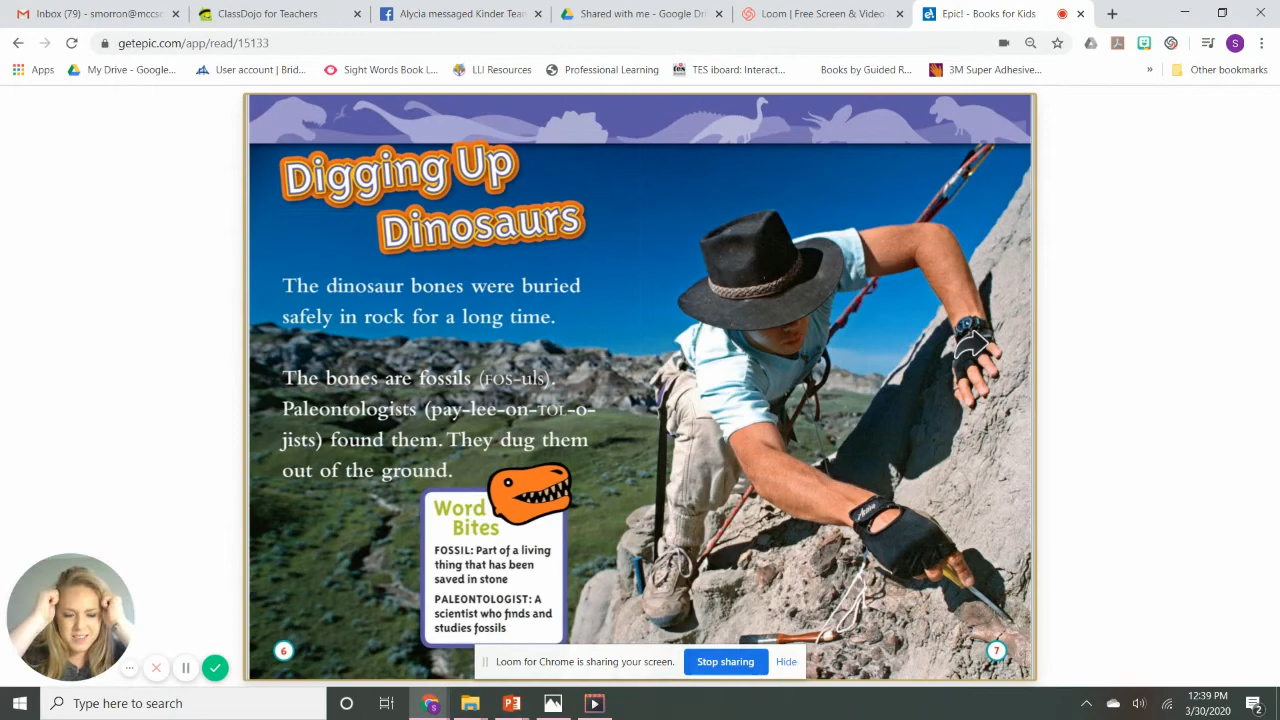 Inbox (79) - smorrin@mccsc
ClassDojo for Teachers
Alycia messaged Kinder Team
Shared with me - Google Dri
Loom | Free Screen & Video
Epic! - Books for Kids
getepic.com/app/read/15133
S
Apps
My Drive - Google...
User account | Brid...
Sight Words Book L...
LLI Resources
Professional Learning
TES iboard: Interact...
Books by Guided R...
3M Super Adhesive...
»
Other bookmarks
Digging Up
Dinosaurs
The dinosaur bones were buried
safely in rock for a long time.
The bones are fossils (FOS-uls).
Paleontologists (pay-lee-on-TOL-o-
jists) found them. They dug them
out of the ground.
Word
Bites
FOSSIL: Part of a living
thing that has been
saved in stone
PALEONTOLOGIST: A
scientist who finds and
studies fossils
6
7
Loom for Chrome is sharing your screen.
Stop sharing
Hide
Type here to search
12:39 PM
3/30/2020
2